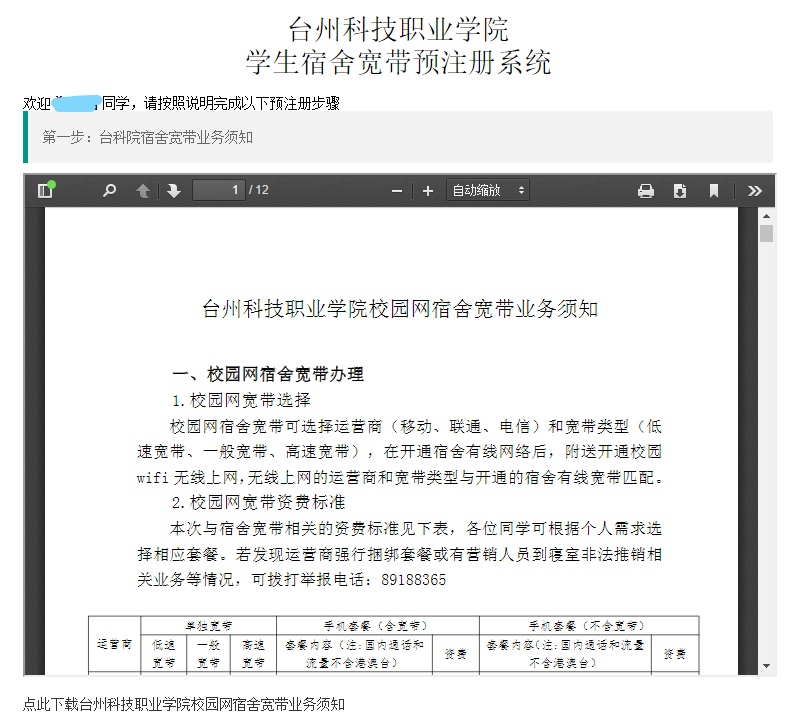 台州科技职业学院
学生宿舍宽带预注册系统
欢迎 同学，请按照说明完成以下预注册步骤
第一步：台科院宿舍宽带业务须知
1 / 12 自动缩放
台州科技职业学院校园网宿舍宽带业务须知
一、校园网宿舍宽带办理
1.校园网宽带选择
校园网宿舍宽带可选择运营商（移动、联通、电信）和宽带类型（低
速宽带、一般宽带、高速宽带），在开通宿舍有线网络后，附送开通校园
wifi无线上网，无线上网的运营商和宽带类型与开通的宿舍有线宽带匹配。
2.校园网宽带资费标准
本次与宿舍宽带相关的资费标准见下表，各位同学可根据个人需求选
择相应套餐。若发现运营商强行捆绑套餐或有营销人员到寝室非法推销相
关业务等情况，可拨打举报电话：89188365
单独宽带 手机套餐（含宽带） 手机套餐（不含宽带）
运营商 低速 一般 高速 套餐内容（注:国内通话和 资费 套餐内容(注:国内通话和流量 资费
宽带 宽带 宽带 流量不含港澳台） 不含港澳台）
点此下载台州科技职业学院校园网宿舍宽带业务须知